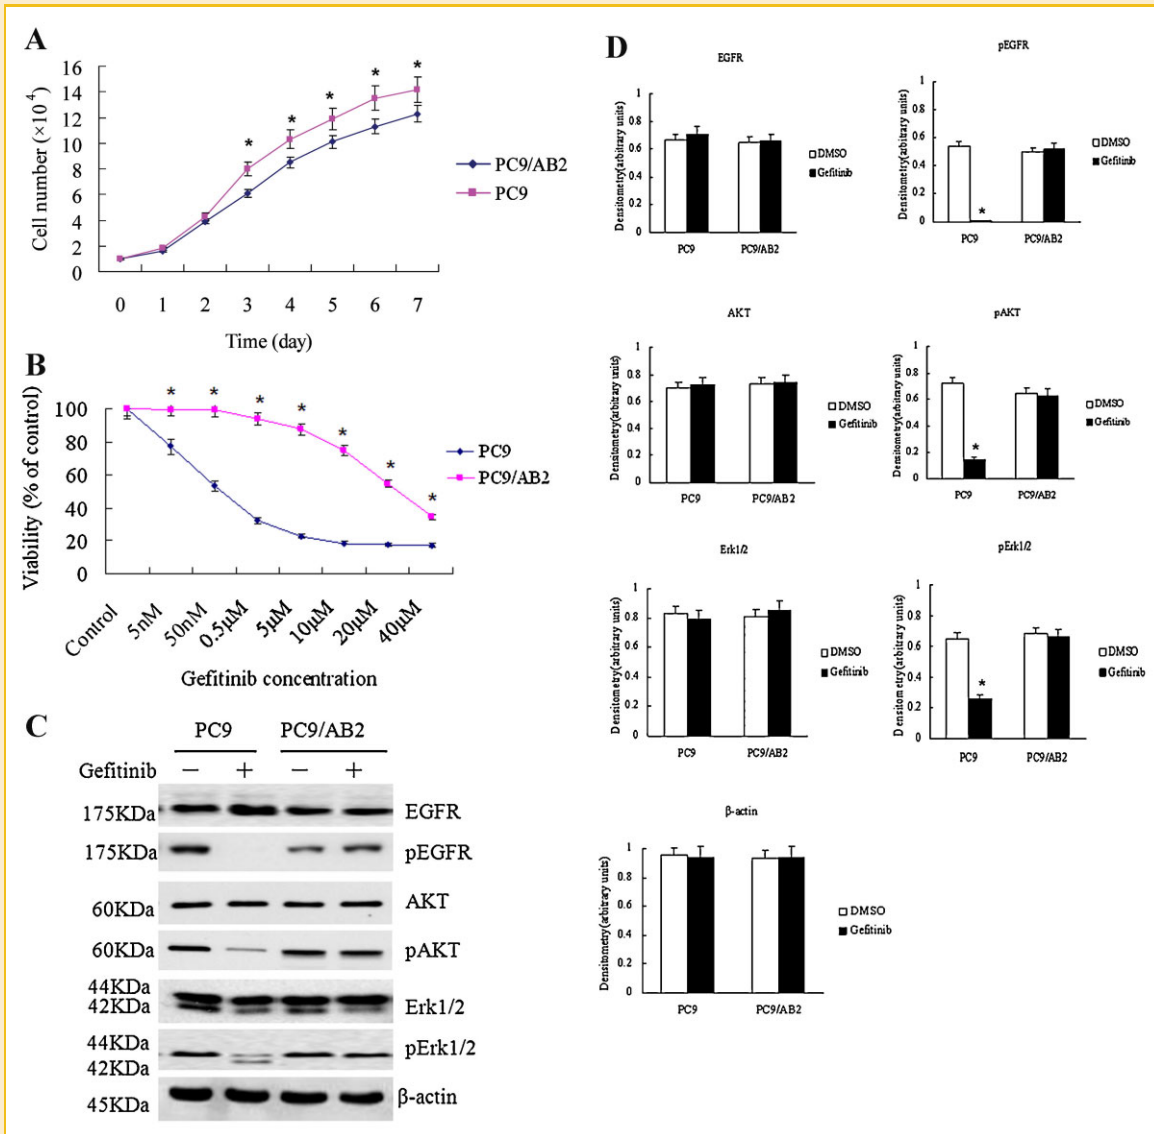 A
16
14
12
10
8
6
4
2
0
Cell number (×10⁴)
* * * * *
0 1 2 3 4 5 6 7
Time (day)
PC9/AB2
PC9
B
100
80
60
40
20
0
Viability (% of control)
* * * * * * *
Control 5nM 50nM 0.5μM 5μM 10μM 20μM 40μM
Gefitinib concentration
PC9
PC9/AB2
C
PC9 PC9/AB2
Gefitinib − + − +
175KDa EGFR
175KDa pEGFR
60KDa AKT
60KDa pAKT
44KDa
42KDa Erk1/2
44KDa pErk1/2
42KDa
45KDa β-actin
D
EGFR
Densitometry(arbitrary units)
1
0.8
0.6
0.4
0.2
0
PC9 PC9/AB2
DMSO
Gefitinib
pEGFR
Densitometry(arbitrary units)
1
0.8
0.6
0.4
0.2
0
*
PC9 PC9/AB2
DMSO
Gefitinib
AKT
Densitometry(arbitrary units)
1
0.8
0.6
0.4
0.2
0
PC9 PC9/AB2
DMSO
Gefitinib
pAKT
Densitometry(arbitrary units)
1
0.8
0.6
0.4
0.2
0
*
PC9 PC9/AB2
DMSO
Gefitinib
Erk1/2
Densitometry(arbitrary units)
1
0.8
0.6
0.4
0.2
0
PC9 PC9/AB2
DMSO
Gefitinib
pErk1/2
Densitometry(arbitrary units)
1
0.8
0.6
0.4
0.2
0
*
PC9 PC9/AB2
DMSO
Gefitinib
β-actin
Densitometry(arbitrary units)
1
0.8
0.6
0.4
0.2
0
PC9 PC9/AB2
DMSO
Gefitinib